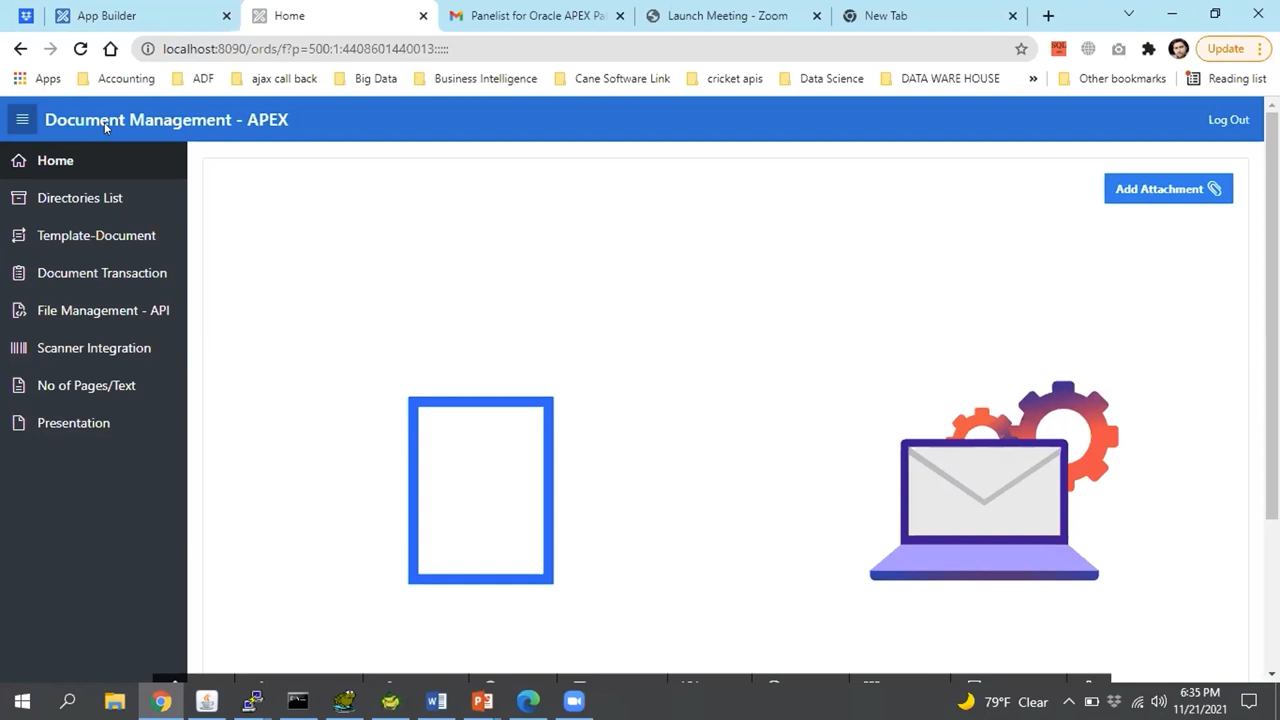 App Builder
Home
Panelist for Oracle APEX Pa
Launch Meeting - Zoom
New Tab
localhost:8090/ords/f?p=500:1:4408601440013:::::
SQL
Update
Apps
Accounting
ADF
ajax call back
Big Data
Business Intelligence
Cane Software Link
cricket apis
Data Science
DATA WARE HOUSE
»
Other bookmarks
Reading list
Document Management - APEX
Log Out
Home
Add Attachment
Directories List
Template-Document
Document Transaction
File Management - API
Scanner Integration
No of Pages/Text
Presentation
79°F Clear
6:35 PM
11/21/2021